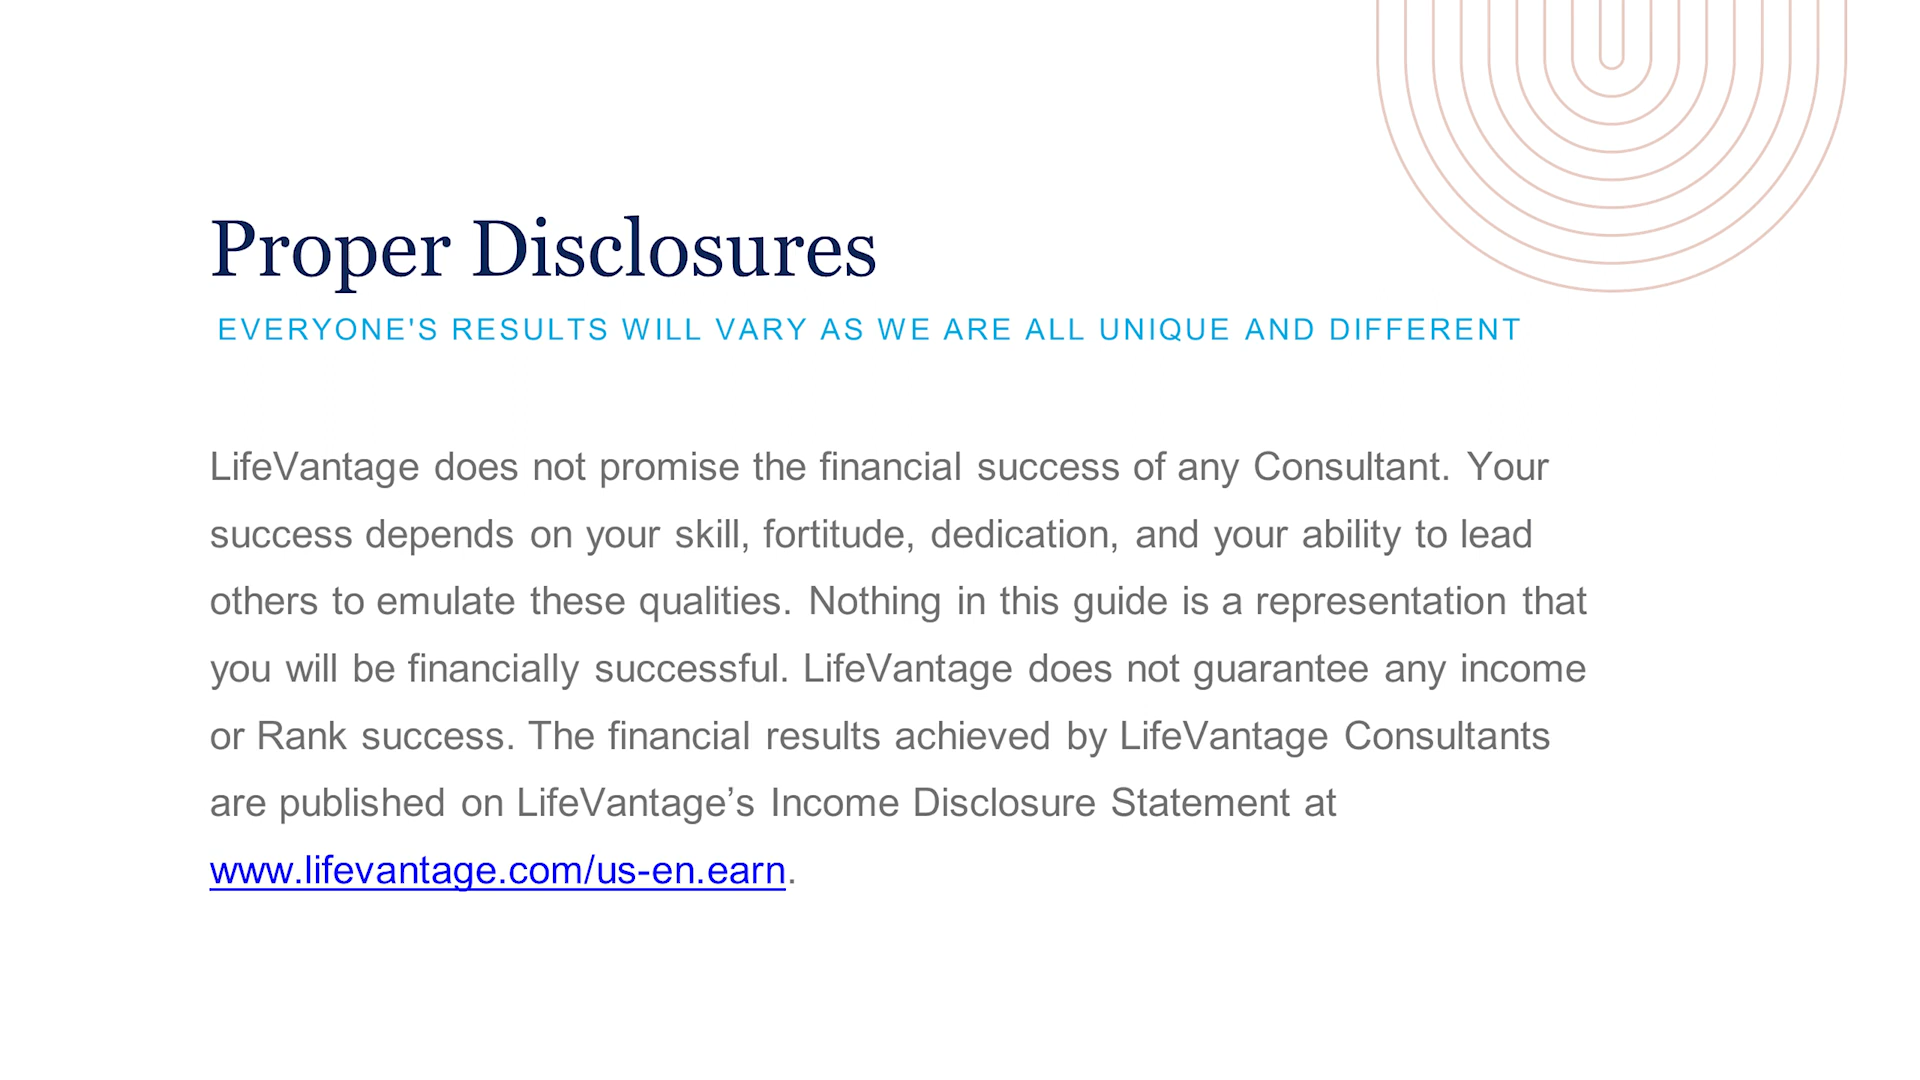 Proper Disclosures
EVERYONE'S RESULTS WILL VARY AS WE ARE ALL UNIQUE AND DIFFERENT
LifeVantage does not promise the financial success of any Consultant. Your
success depends on your skill, fortitude, dedication, and your ability to lead
others to emulate these qualities. Nothing in this guide is a representation that
you will be financially successful. LifeVantage does not guarantee any income
or Rank success. The financial results achieved by LifeVantage Consultants
are published on LifeVantage’s Income Disclosure Statement at
www.lifevantage.com/us-en.earn.